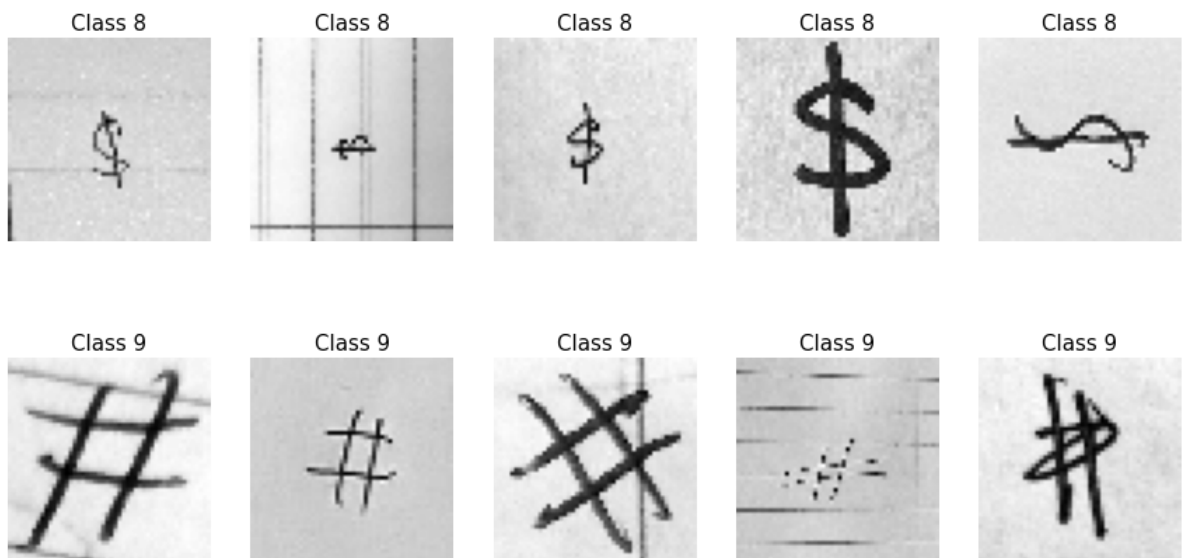 Class 8 Class 8 Class 8 Class 8 Class 8
$ $ $ $ $
Class 9 Class 9 Class 9 Class 9 Class 9
# # # # #